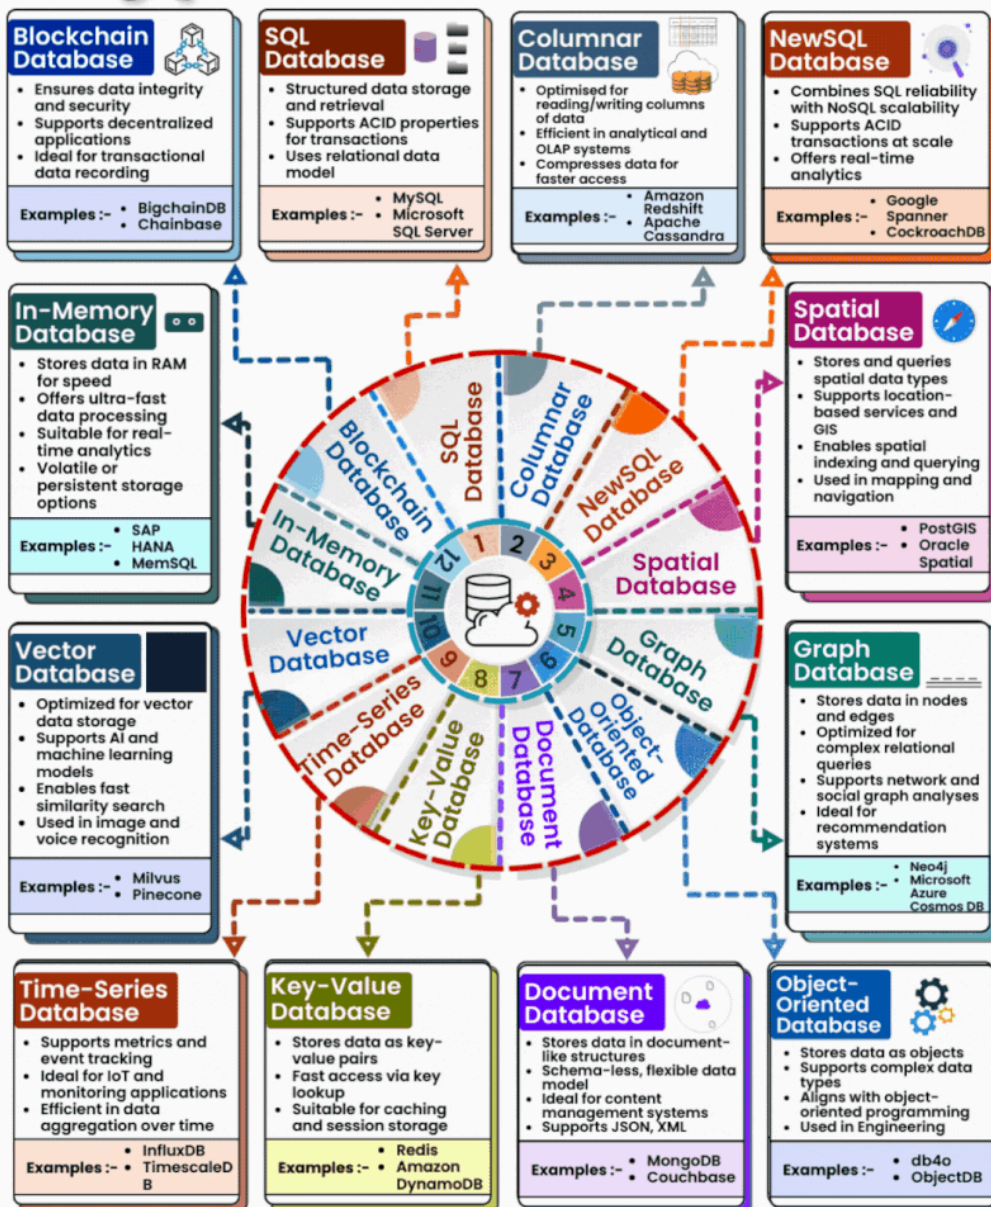 Blockchain
Database
• Ensures data integrity
and security
• Supports decentralized
applications
• Ideal for transactional
data recording
Examples :-
• BigchainDB
• Chainbase
SQL
Database
• Structured data storage
and retrieval
• Supports ACID properties
for transactions
• Uses relational data
model
Examples :-
• MySQL
• Microsoft
SQL Server
Columnar
Database
• Optimised for
reading/writing columns
of data
• Efficient in analytical and
OLAP systems
• Compresses data for
faster access
Examples :-
• Amazon
Redshift
• Apache
Cassandra
NewSQL
Database
• Combines SQL reliability
with NoSQL scalability
• Supports ACID
transactions at scale
• Offers real-time
analytics
Examples :-
• Google
Spanner
• CockroachDB
In-Memory
Database
• Stores data in RAM
for speed
• Offers ultra-fast
data processing
• Suitable for real-
time analytics
• Volatile or
persistent storage
options
Examples :-
• SAP
HANA
• MemSQL
Spatial
Database
• Stores and queries
spatial data types
• Supports location-
based services and
GIS
• Enables spatial
indexing and querying
• Used in mapping and
navigation
Examples :-
• PostGIS
• Oracle
Spatial
SQL
Database
Columnar
Database
NewSQL
Database
Spatial
Database
Graph
Database
Object-
Oriented
Database
Document
Database
Key-Value
Database
Time-Series
Database
Vector
Database
In-Memory
Database
Blockchain
Database
1
2
3
4
5
6
7
8
9
10
11
12
Vector
Database
• Optimized for vector
data storage
• Supports AI and
machine learning
models
• Enables fast
similarity search
• Used in image and
voice recognition
Examples :-
• Milvus
• Pinecone
Graph
Database
• Stores data in nodes
and edges
• Optimized for
complex relational
queries
• Supports network and
social graph analyses
• Ideal for
recommendation
systems
Examples :-
• Neo4j
• Microsoft
Azure
Cosmos DB
Time-Series
Database
• Supports metrics and
event tracking
• Ideal for IoT and
monitoring applications
• Efficient in data
aggregation over time
Examples :-
• InfluxDB
• TimescaleD
B
Key-Value
Database
• Stores data as key-
value pairs
• Fast access via key
lookup
• Suitable for caching
and session storage
Examples :-
• Redis
• Amazon
DynamoDB
Document
Database
• Stores data in document-
like structures
• Schema-less, flexible data
model
• Ideal for content
management systems
• Supports JSON, XML
Examples :-
• MongoDB
• Couchbase
Object-
Oriented
Database
• Stores data as objects
• Supports complex data
types
• Aligns with object-
oriented programming
• Used in Engineering
Examples :-
• db4o
• ObjectDB